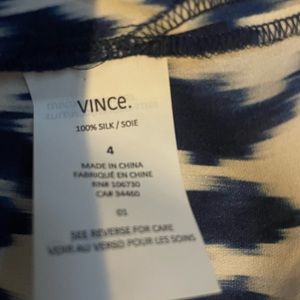 VINCE.
100% SILK / SOIE
4
MADE IN CHINA
FABRIQUÉ EN CHINE
RN# 106730
CA# 34460
01
SEE REVERSE FOR CARE
VOIR AU VERSO POUR LES SOINS